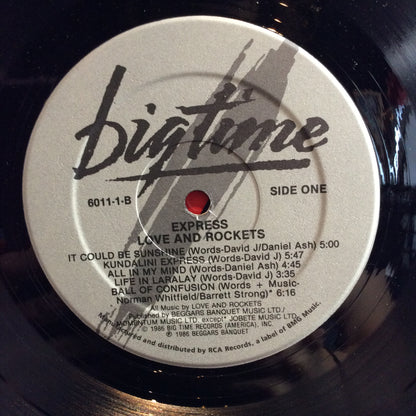 bigtime
6011-1-B
SIDE ONE
EXPRESS
LOVE AND ROCKETS
IT COULD BE SUNSHINE (Words-David J/Daniel Ash) 5:00
KUNDALINI EXPRESS (Words-David J) 5:47
ALL IN MY MIND (Words-Daniel Ash) 4:45
LIFE IN LARALAY (Words-David J) 3:35
BALL OF CONFUSION (Words + Music-
Norman Whitfield/Barrett Strong)* 6:16
All Music by LOVE AND ROCKETS
Published by BEGGARS BANQUET MUSIC LTD./
MOMENTUM MUSIC LTD. except* JOBETE MUSIC LTD.
© 1986 BIG TIME RECORDS (AMERICA), INC.
℗ 1986 BEGGARS BANQUET
and distributed by RCA Records, a label of BMG Music.